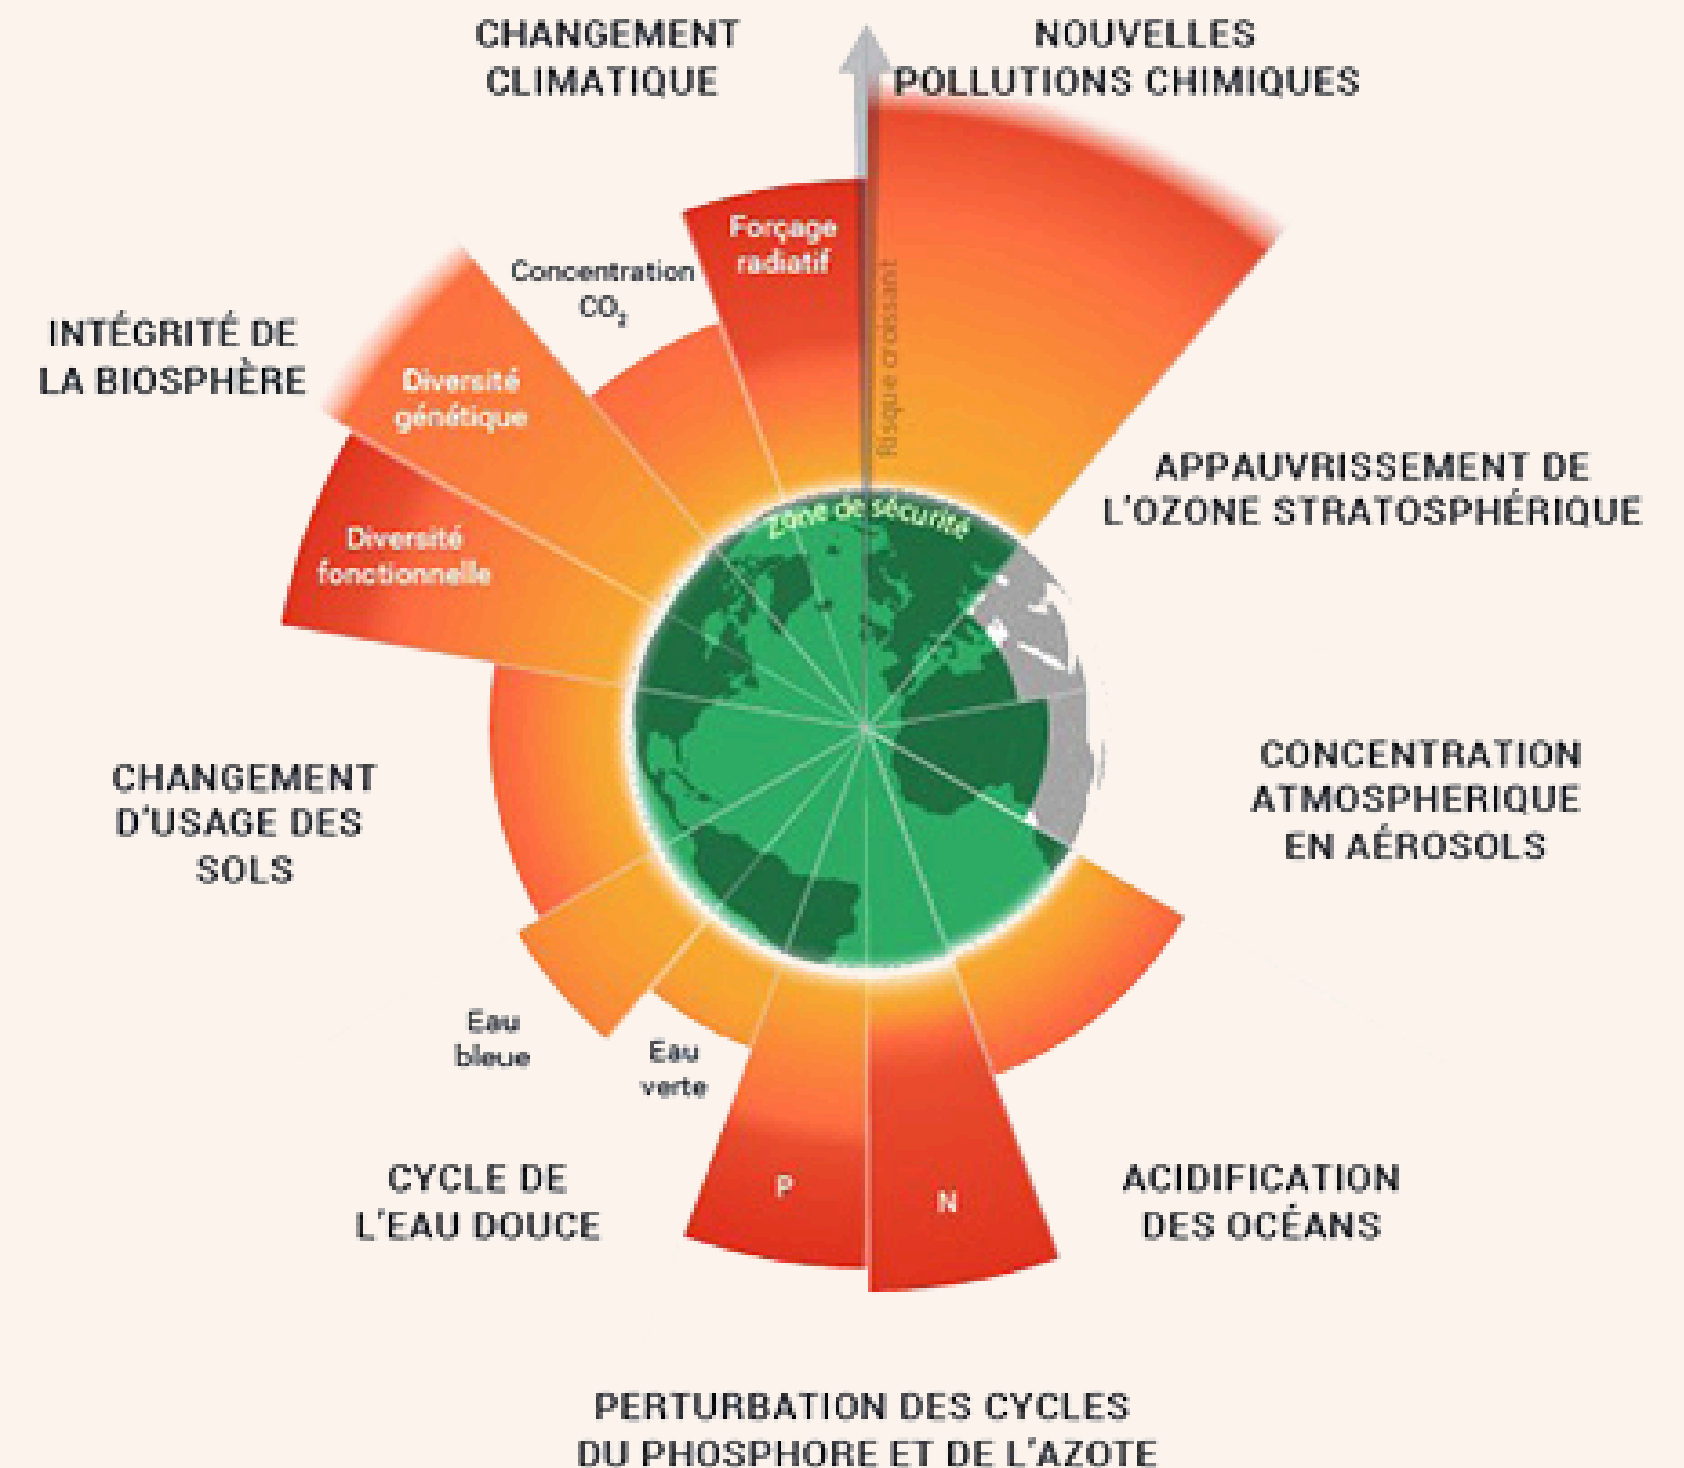 CHANGEMENT
CLIMATIQUE
NOUVELLES
POLLUTIONS CHIMIQUES
Forçage
radiatif
Concentration
CO₂
Risque croissant
INTÉGRITÉ DE
LA BIOSPHÈRE
Diversité
génétique
Diversité
fonctionnelle
Zone de sécurité
APPAUVRISSEMENT DE
L'OZONE STRATOSPHÉRIQUE
CHANGEMENT
D'USAGE DES
SOLS
CONCENTRATION
ATMOSPHERIQUE
EN AÉROSOLS
Eau
bleue
Eau
verte
P
N
CYCLE DE
L'EAU DOUCE
ACIDIFICATION
DES OCÉANS
PERTURBATION DES CYCLES
DU PHOSPHORE ET DE L'AZOTE